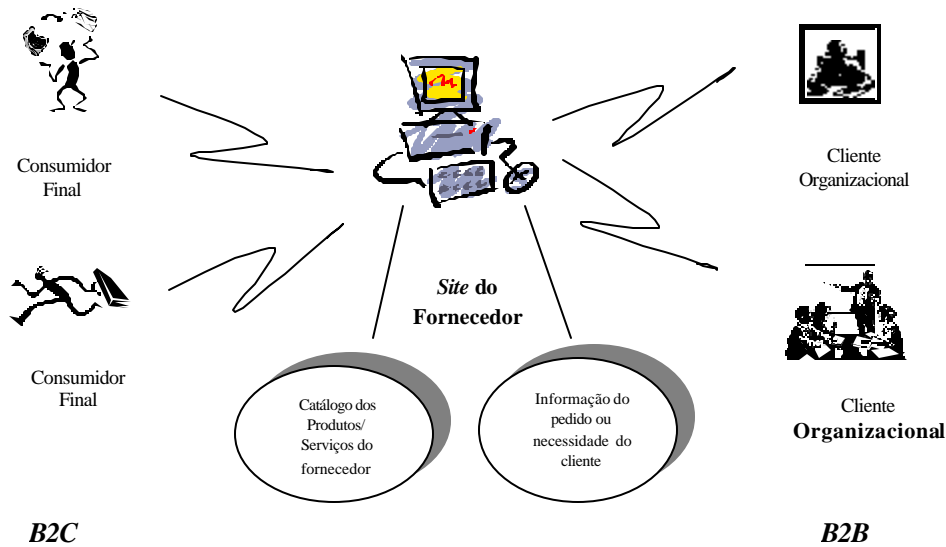 Consumidor
Final
Cliente
Organizacional
Site do
Fornecedor
Consumidor
Final
Catálogo dos
Produtos/
Serviços do
fornecedor
Informação do
pedido ou
necessidade do
cliente
Cliente
Organizacional
B2C
B2B